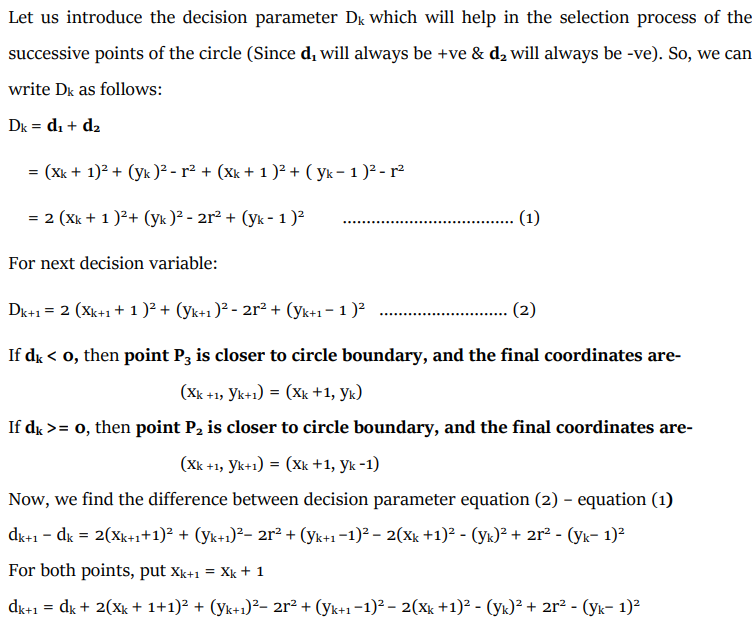 Let us introduce the decision parameter Dₖ which will help in the selection process of the
successive points of the circle (Since d₁ will always be +ve & d₂ will always be -ve). So, we can
write Dₖ as follows:
Dₖ = d₁ + d₂
= (xₖ + 1)² + (yₖ )² - r² + (xₖ + 1 )² + ( yₖ – 1 )² - r²
= 2 (xₖ + 1 )²+ (yₖ )² - 2r² + (yₖ - 1 )² ................................... (1)
For next decision variable:
Dₖ₊₁ = 2 (xₖ₊₁ + 1 )² + (yₖ₊₁ )² - 2r² + (yₖ₊₁ – 1 )² .......................... (2)
If dₖ < 0, then point P₃ is closer to circle boundary, and the final coordinates are-
(xₖ ₊₁, yₖ₊₁) = (xₖ +1, yₖ)
If dₖ >= 0, then point P₂ is closer to circle boundary, and the final coordinates are-
(xₖ ₊₁, yₖ₊₁) = (xₖ +1, yₖ -1)
Now, we find the difference between decision parameter equation (2) – equation (1)
dₖ₊₁ – dₖ = 2(xₖ₊₁+1)² + (yₖ₊₁)²– 2r² + (yₖ₊₁ –1)² – 2(xₖ +1)² - (yₖ)² + 2r² - (yₖ– 1)²
For both points, put xₖ₊₁ = xₖ + 1
dₖ₊₁ = dₖ + 2(xₖ + 1+1)² + (yₖ₊₁)²– 2r² + (yₖ₊₁ –1)² – 2(xₖ +1)² - (yₖ)² + 2r² - (yₖ– 1)²